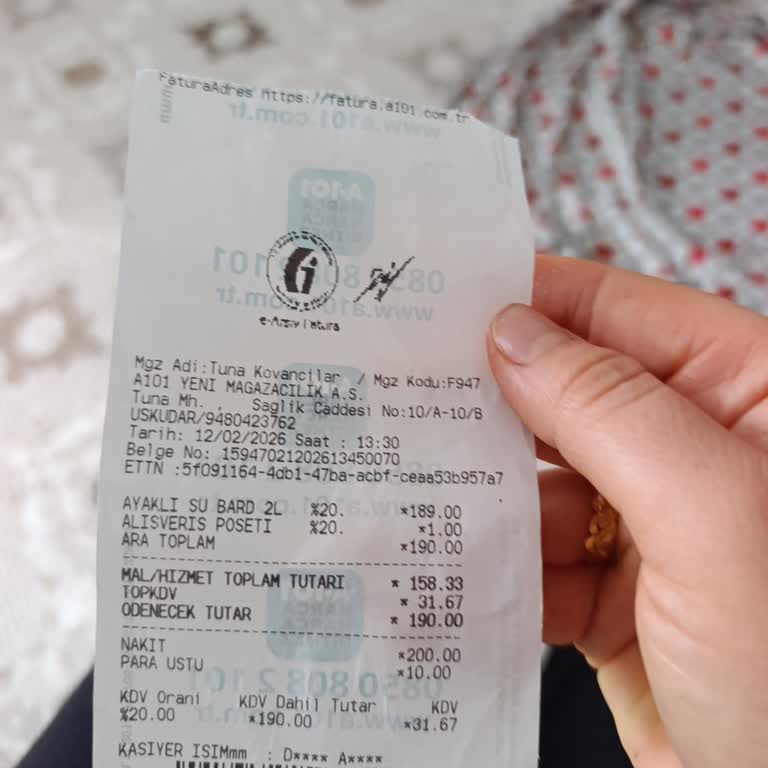 FaturaAdres https://fatura.a101.com.tr
e-Arsiv Fatura
Mgz Adi:Tuna Kovancilar / Mgz Kodu:F947
A101 YENI MAGAZACILIK A.S.
Tuna Mh. , Saglik Caddesi No:10/A-10/B
USKUDAR/9480423762
Tarih: 12/02/2026 Saat : 13:30
Belge No: 15947021202613450070
ETTN :5f091164-4db1-47ba-acbf-ceaa53b957a7
AYAKLI SU BARD 2L %20. *189.00
ALISVERIS POSETI %20. *1.00
ARA TOPLAM *190.00
MAL/HIZMET TOPLAM TUTARI * 158.33
TOPKDV * 31.67
ODENECEK TUTAR * 190.00
NAKIT *200.00
PARA USTU *10.00
KDV Orani KDV Dahil Tutar KDV
%20.00 *190.00 *31.67
KASIYER ISIMmm : D**** A****